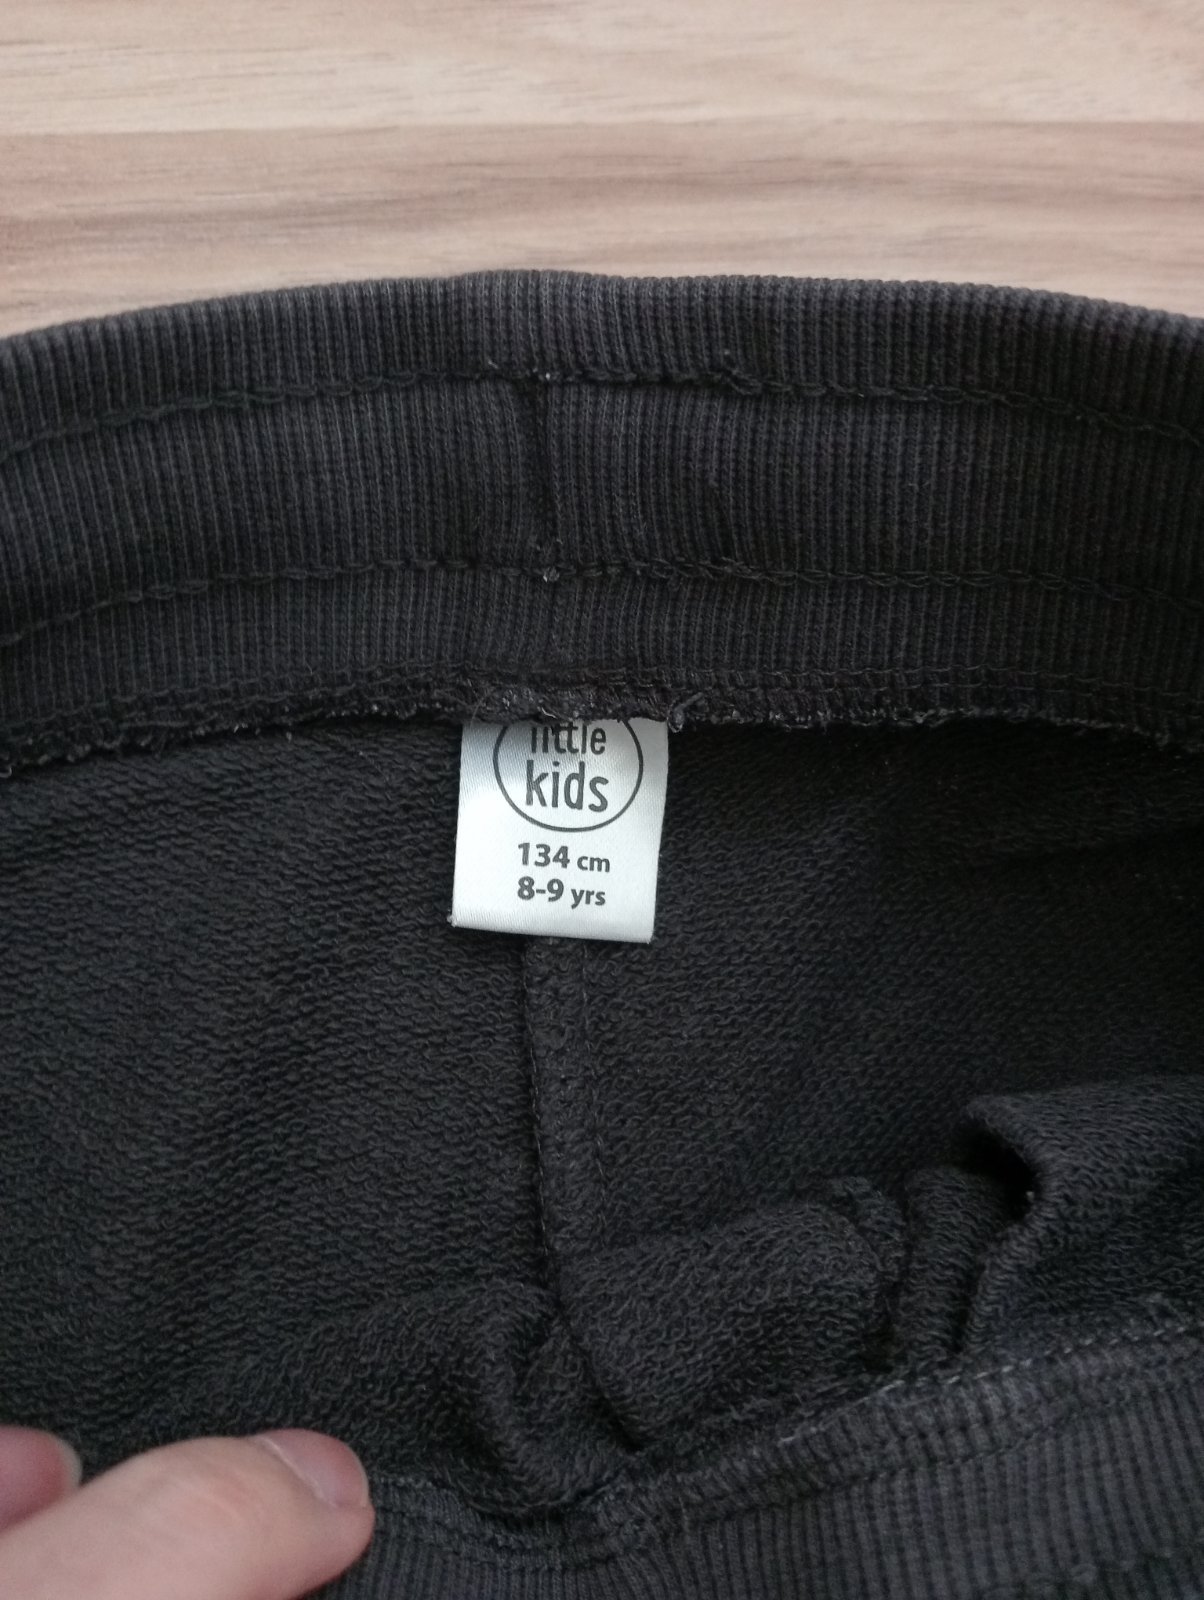 little
kids
134 cm
8-9 yrs